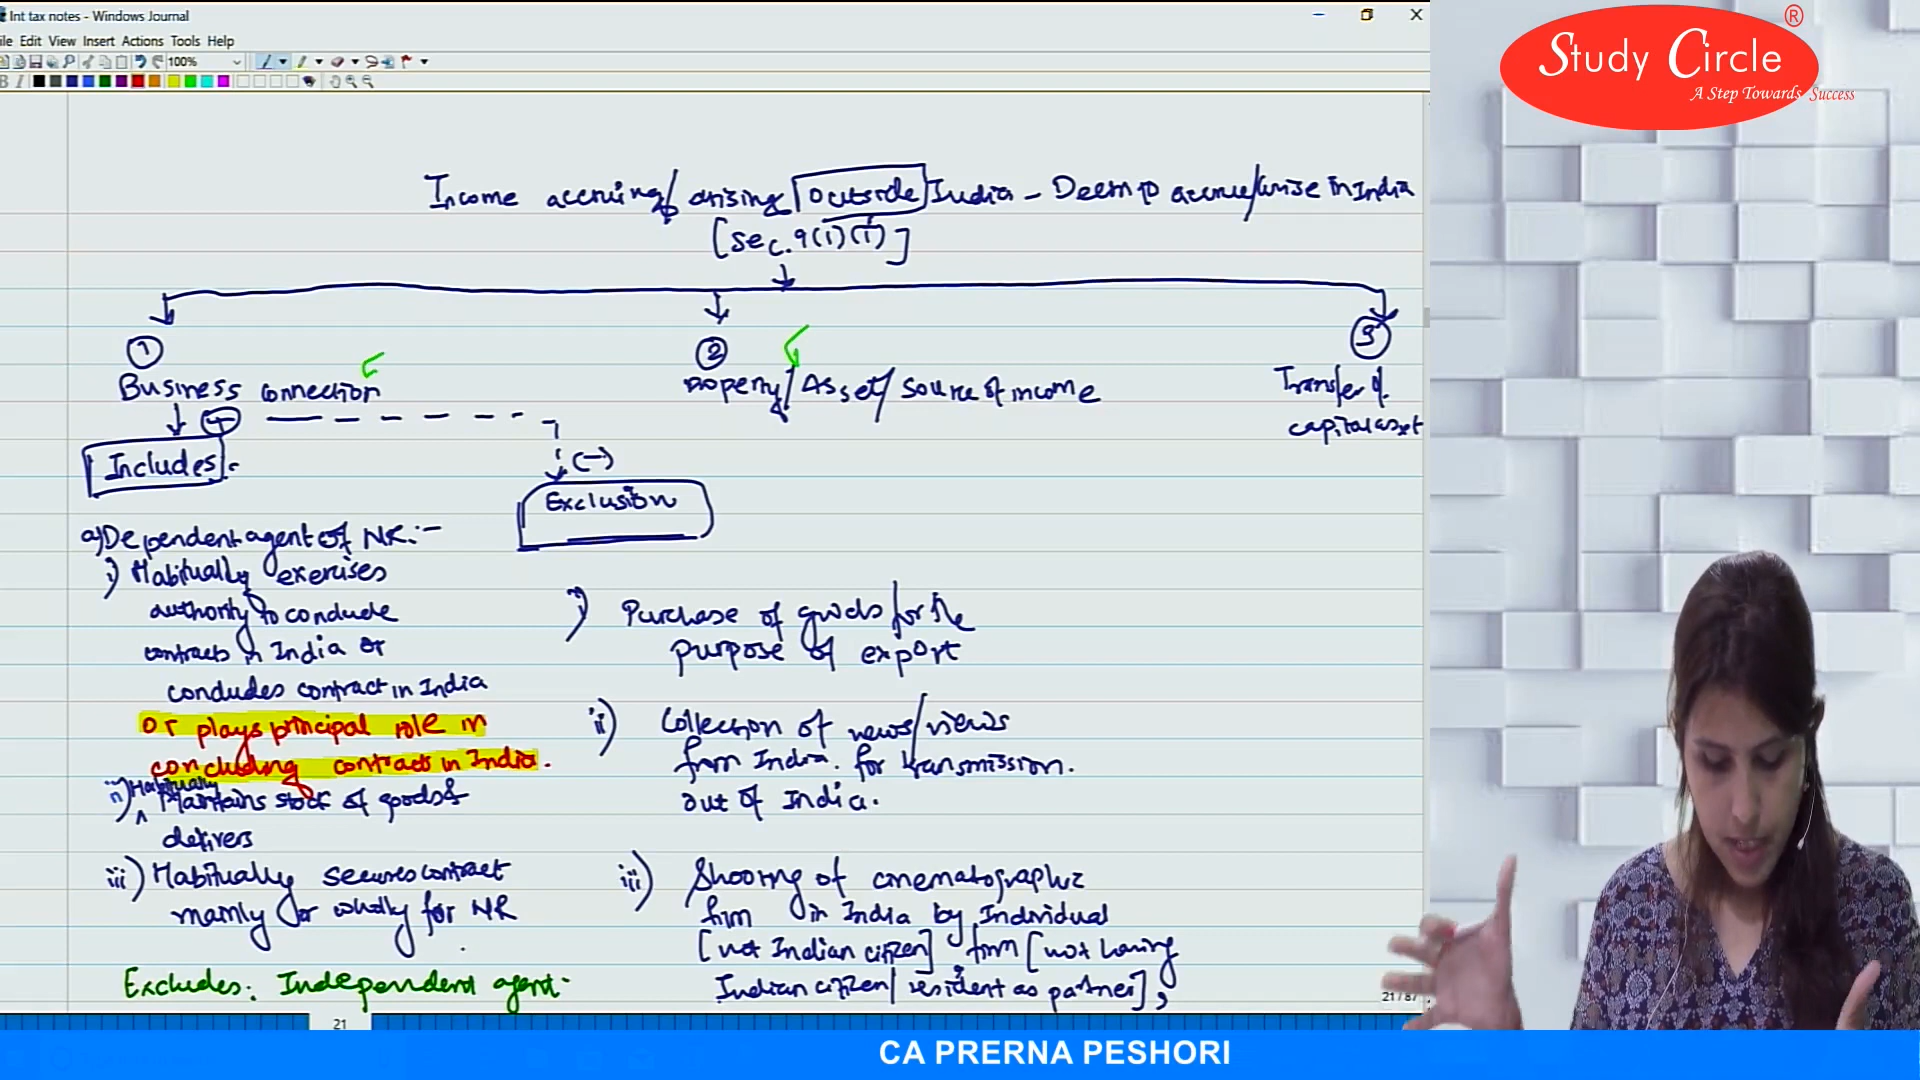 Int tax notes - Windows Journal
ile Edit View Insert Actions Tools Help
100%
B I
Study Circle ®
A Step Towards Success
Income accruing/ arising outside India - Deem to accrue/arise in India
[Sec. 9(1)(i)]
1
Business connection
2
Property/ Asset/ Source of income
3
Transfer of
capital asset
Includes.
(-)
Exclusion
a) Dependent agent of NR:-
i) Habitually exercises
authority to conclude
contracts in India or
concludes contract in India
or plays principal role in
concluding contracts in India.
Habitually
ii) ^ Maintains stock of goods &
delivers
iii) Habitually secures contract
mainly or wholly for NR
Excludes: Independent agent.
i) Purchase of goods for the
purpose of export
ii) Collection of news/views
from India. for transmission.
out of India.
iii) Shooting of cinematographic
film in India by Individual
[not Indian citizen] firm [not having
Indian citizen/ resident as partner],
21 / 87
21
CA PRERNA PESHORI